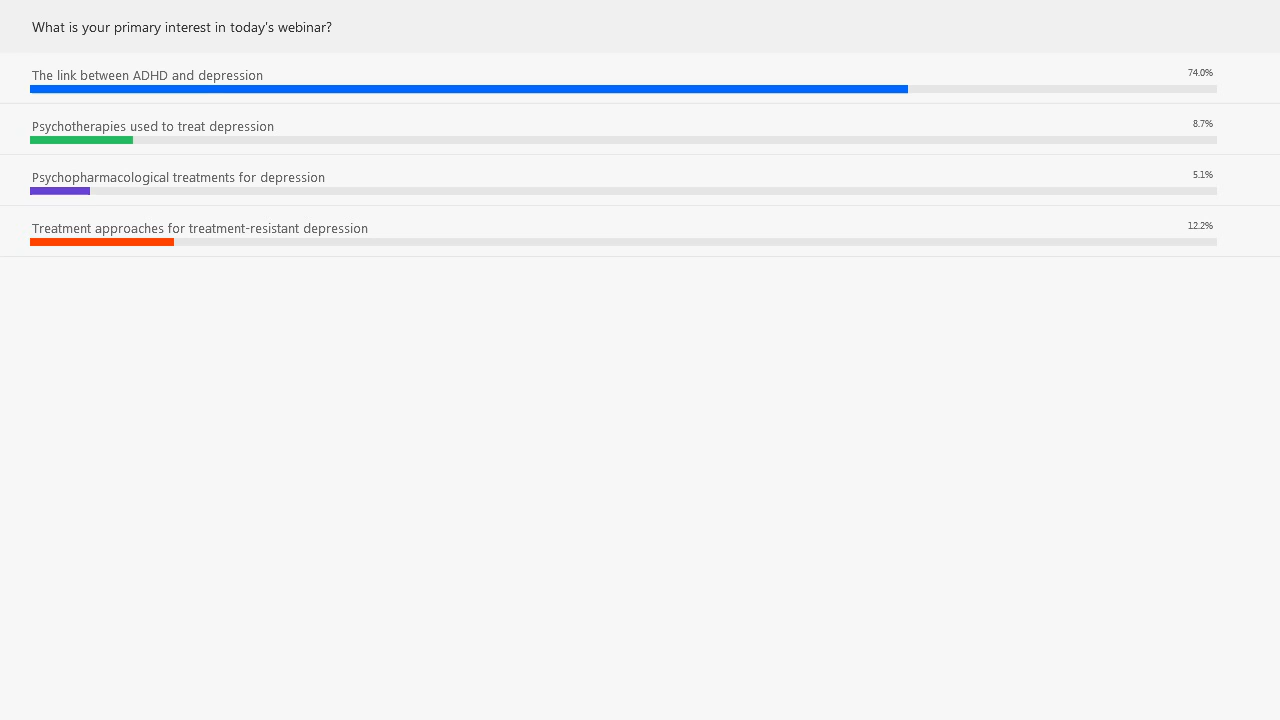 What is your primary interest in today's webinar?
The link between ADHD and depression
74.0%
Psychotherapies used to treat depression
8.7%
Psychopharmacological treatments for depression
5.1%
Treatment approaches for treatment-resistant depression
12.2%